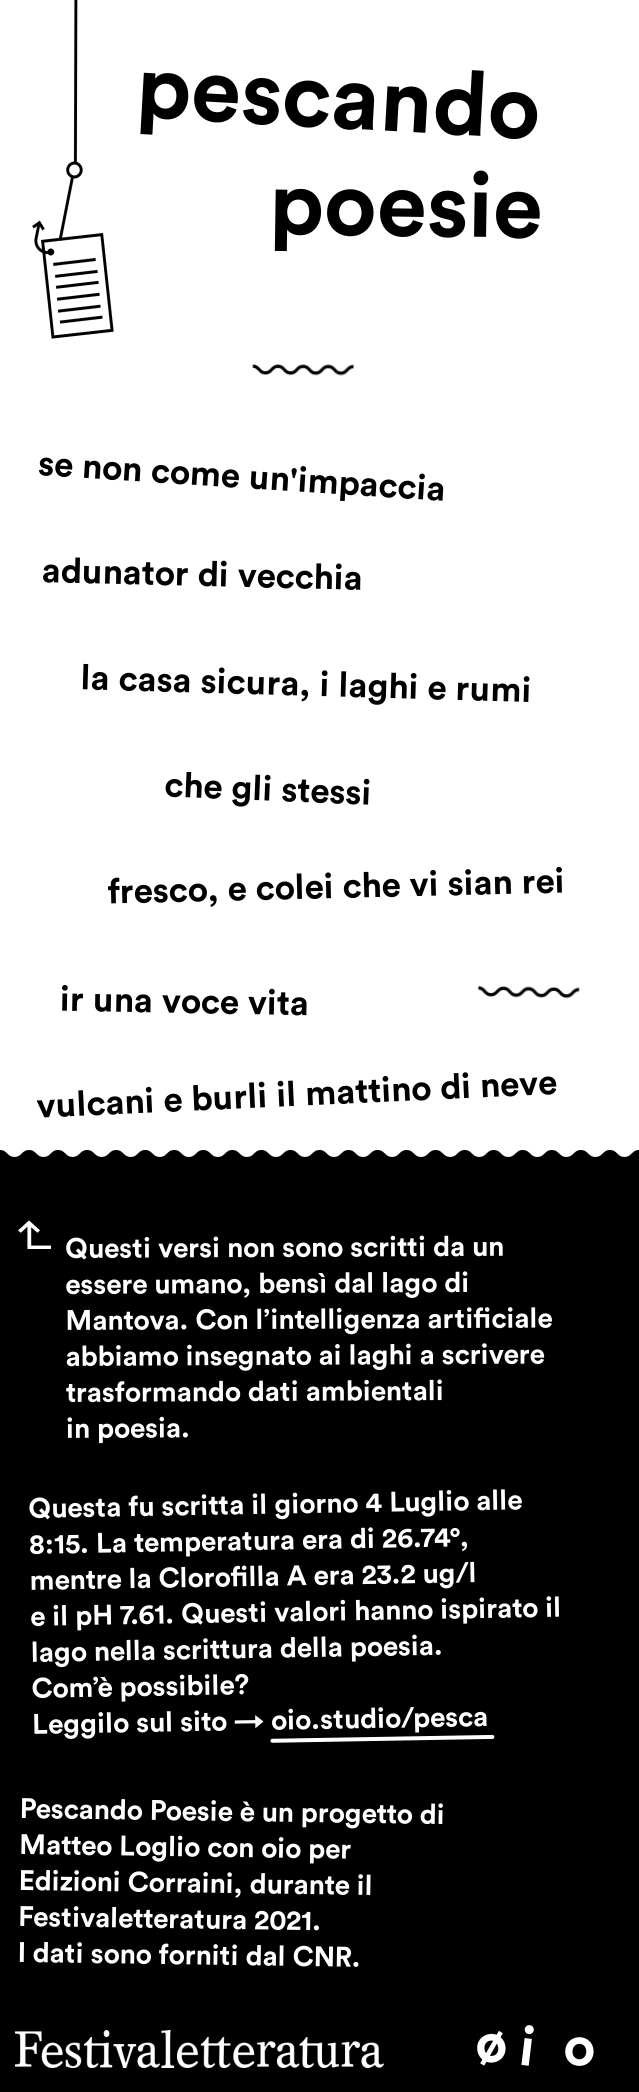 pescando
poesie
se non come un'impaccia
adunator di vecchia
la casa sicura, i laghi e rumi
che gli stessi
fresco, e colei che vi sian rei
ir una voce vita
vulcani e burli il mattino di neve
Questi versi non sono scritti da un
essere umano, bensì dal lago di
Mantova. Con l’intelligenza artificiale
abbiamo insegnato ai laghi a scrivere
trasformando dati ambientali
in poesia.
Questa fu scritta il giorno 4 Luglio alle
8:15. La temperatura era di 26.74°,
mentre la Clorofilla A era 23.2 ug/l
e il pH 7.61. Questi valori hanno ispirato il
lago nella scrittura della poesia.
Com’è possibile?
Leggilo sul sito → oio.studio/pesca
Pescando Poesie è un progetto di
Matteo Loglio con oio per
Edizioni Corraini, durante il
Festivaletteratura 2021.
I dati sono forniti dal CNR.
Festivaletteratura øio